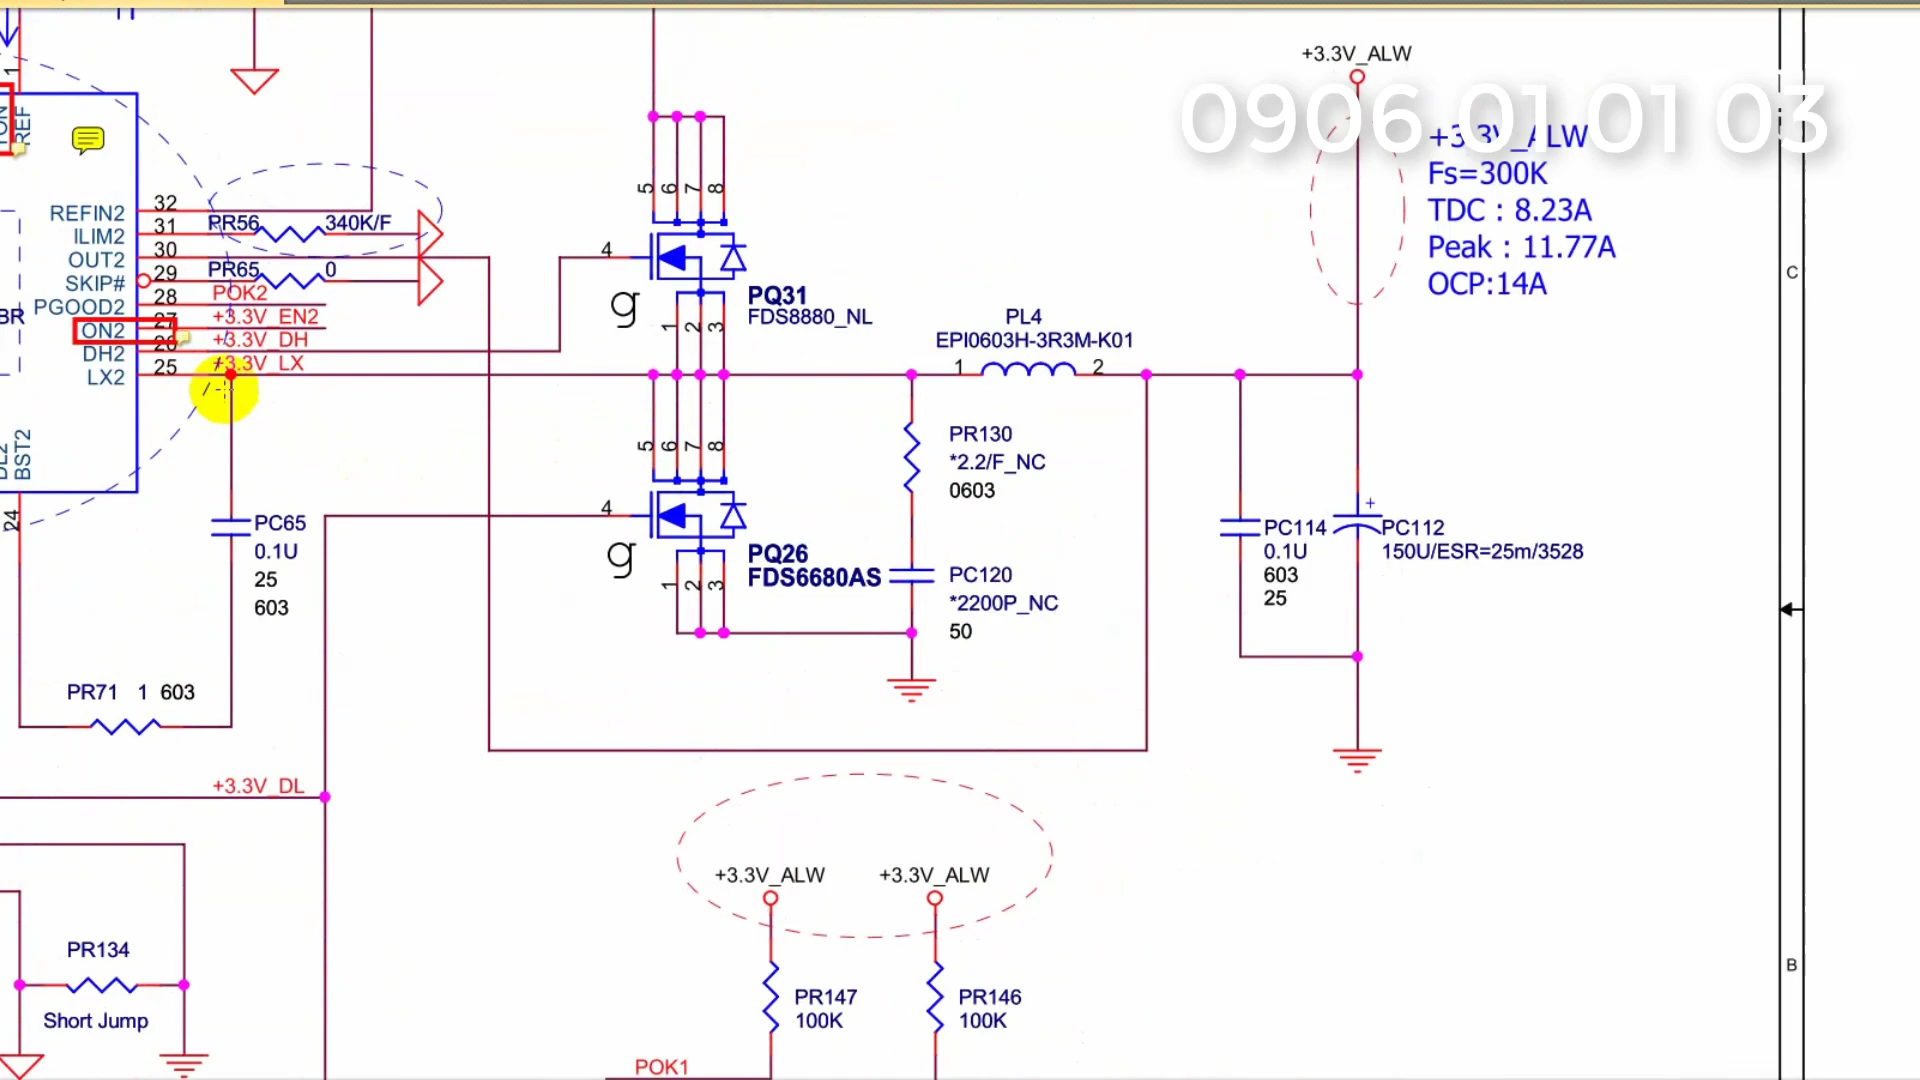 +3.3V_ALW
0906 01 01 03
+3.3V_ALW
Fs=300K
TDC : 8.23A
Peak : 11.77A
OCP:14A
1
REF
REFIN2
ILIM2
OUT2
SKIP#
PGOOD2
ON2
DH2
LX2
BST2
32
31
30
29
28
27
26
25
24
PR56
340K/F
PR65
0
POK2
+3.3V_EN2
+3.3V_DH
+3.3V_LX
5
6
7
8
4
g
1
2
3
PQ31
FDS8880_NL
PL4
EPI0603H-3R3M-K01
1
2
C
5
6
7
8
4
g
1
2
3
PQ26
FDS6680AS
PR130
*2.2/F_NC
0603
PC120
*2200P_NC
50
PC65
0.1U
25
603
PC114
0.1U
603
25
+
PC112
150U/ESR=25m/3528
PR71 1 603
+3.3V_DL
+3.3V_ALW
+3.3V_ALW
PR134
Short Jump
PR147
100K
PR146
100K
B
POK1